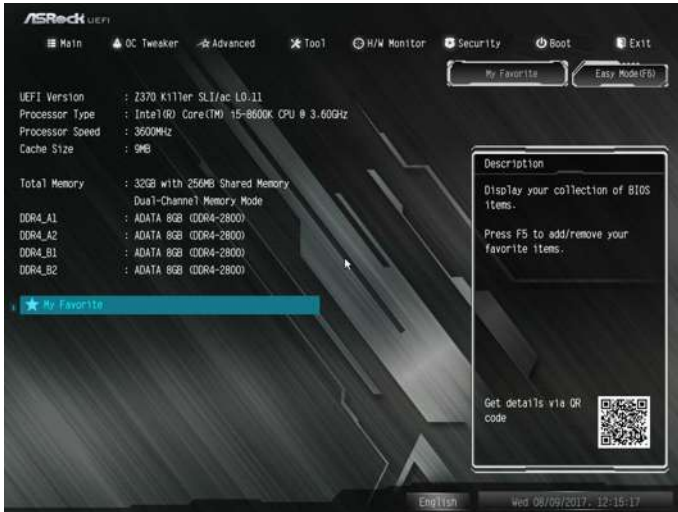 ASRock UEFI
Main OC Tweaker Advanced Tool H/W Monitor Security Boot Exit
My Favorite Easy Mode(F6)
UEFI Version : Z370 Killer SLI/ac L0.11
Processor Type : Intel(R) Core(TM) i5-8600K CPU @ 3.60GHz
Processor Speed : 3600MHz
Cache Size : 9MB
Total Memory : 32GB with 256MB Shared Memory
Dual-Channel Memory Mode
DDR4_A1 : ADATA 8GB (DDR4-2800)
DDR4_A2 : ADATA 8GB (DDR4-2800)
DDR4_B1 : ADATA 8GB (DDR4-2800)
DDR4_B2 : ADATA 8GB (DDR4-2800)
My Favorite
Description
Display your collection of BIOS
items.
Press F5 to add/remove your
favorite items.
Get details via QR
code
English Wed 08/09/2017. 12:15:17